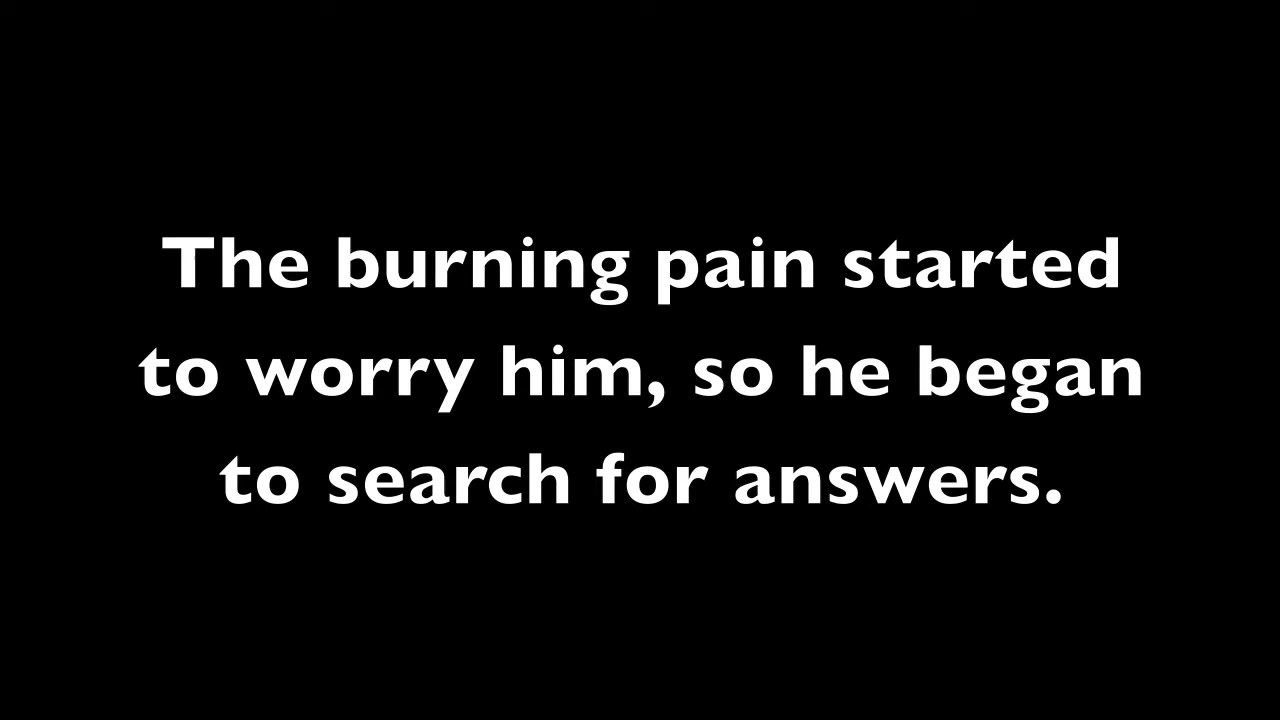 The burning pain started
to worry him, so he began
to search for answers.